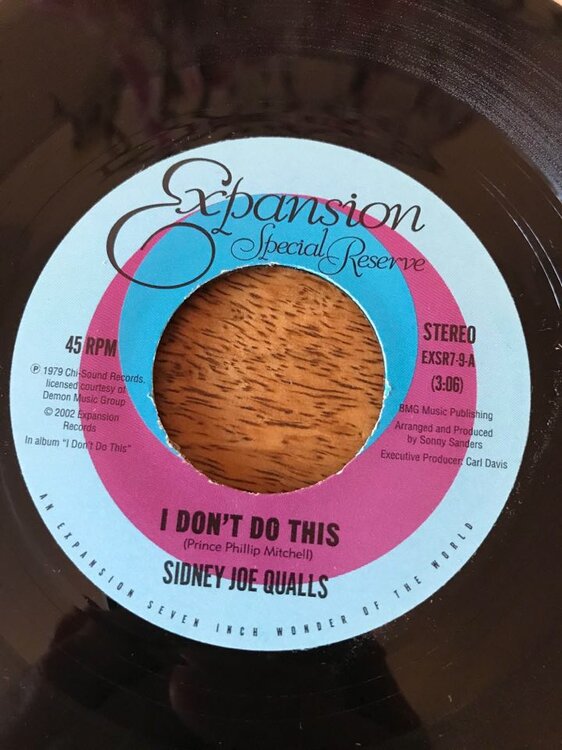 Expansion
Special Reserve
45 RPM
℗ 1979 Chi-Sound Records,
licensed courtesy of
Demon Music Group
© 2002 Expansion
Records
In album "I Don't Do This"
STEREO
EXSR7-9-A
(3:06)
BMG Music Publishing
Arranged and Produced
by Sonny Sanders
Executive Producer: Carl Davis
I DON'T DO THIS
(Prince Phillip Mitchell)
SIDNEY JOE QUALLS
AN EXPANSION SEVEN INCH WONDER OF THE WORLD